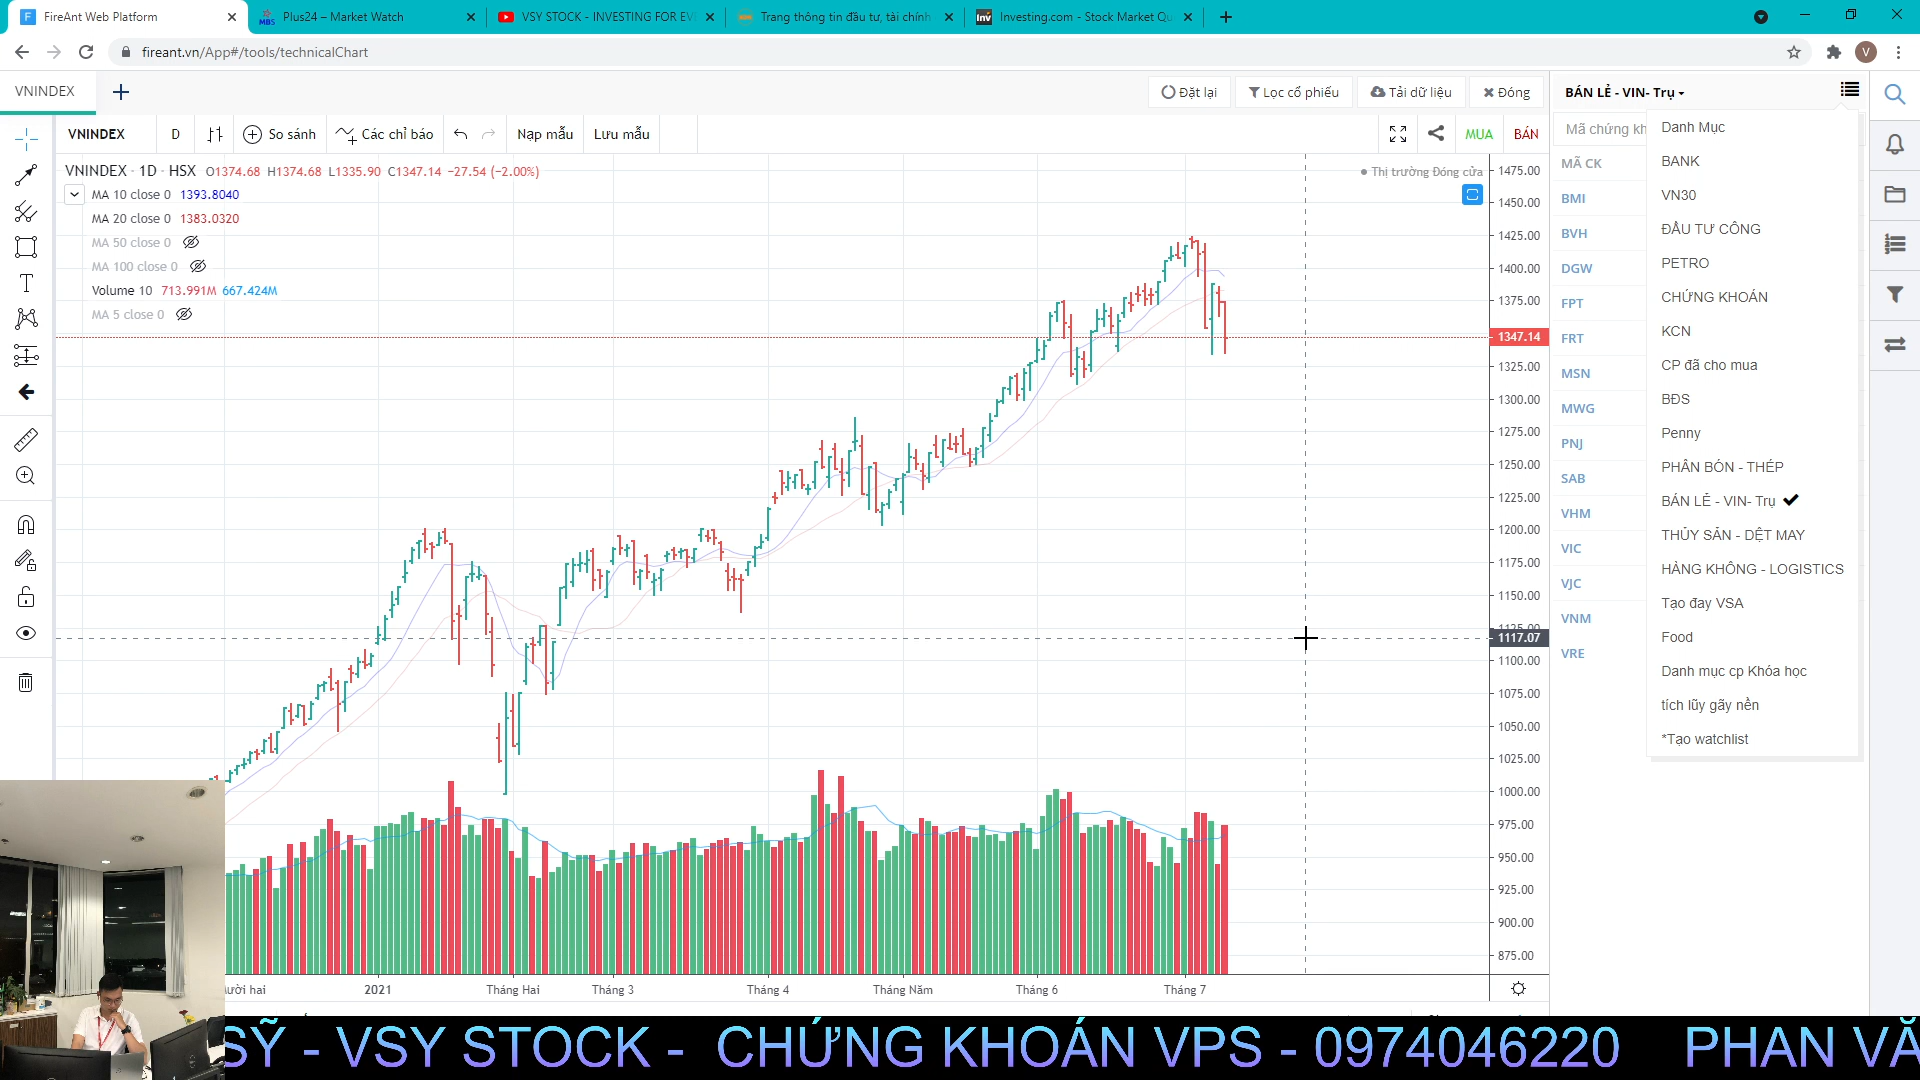 FireAnt Web Platform
Plus24 – Market Watch
VSY STOCK - INVESTING FOR EV
Trang thông tin đầu tư, tài chính
Investing.com - Stock Market Qu
fireant.vn/App#/tools/technicalChart
V
VNINDEX
Đặt lại
Lọc cổ phiếu
Tải dữ liệu
Đóng
BÁN LẺ - VIN- Trụ
VNINDEX
D
So sánh
Các chỉ báo
Nạp mẫu
Lưu mẫu
MUA
BÁN
Mã chứng kh
VNINDEX · 1D · HSX O1374.68 H1374.68 L1335.90 C1347.14 −27.54 (−2.00%)
Thị trường Đóng cửa
MA 10 close 0 1393.8040
MA 20 close 0 1383.0320
MA 50 close 0
MA 100 close 0
Volume 10 713.991M 667.424M
MA 5 close 0
1475.00
1450.00
1425.00
1400.00
1375.00
1347.14
1325.00
1300.00
1275.00
1250.00
1225.00
1200.00
1175.00
1150.00
1125.00
1117.07
1100.00
1075.00
1050.00
1025.00
1000.00
975.00
950.00
925.00
900.00
875.00
MÃ CK
BMI
BVH
DGW
FPT
FRT
MSN
MWG
PNJ
SAB
VHM
VIC
VJC
VNM
VRE
Danh Mục
BANK
VN30
ĐẦU TƯ CÔNG
PETRO
CHỨNG KHOÁN
KCN
CP đã cho mua
BĐS
Penny
PHÂN BÓN - THÉP
BÁN LẺ - VIN- Trụ
THỦY SẢN - DỆT MAY
HÀNG KHÔNG - LOGISTICS
Tạo đay VSA
Food
Danh mục cp Khóa học
tích lũy gãy nền
*Tạo watchlist
ười hai
2021
Tháng Hai
Tháng 3
Tháng 4
Tháng Năm
Tháng 6
Tháng 7
SỸ - VSY STOCK - CHỨNG KHOÁN VPS - 0974046220 PHAN VĂ